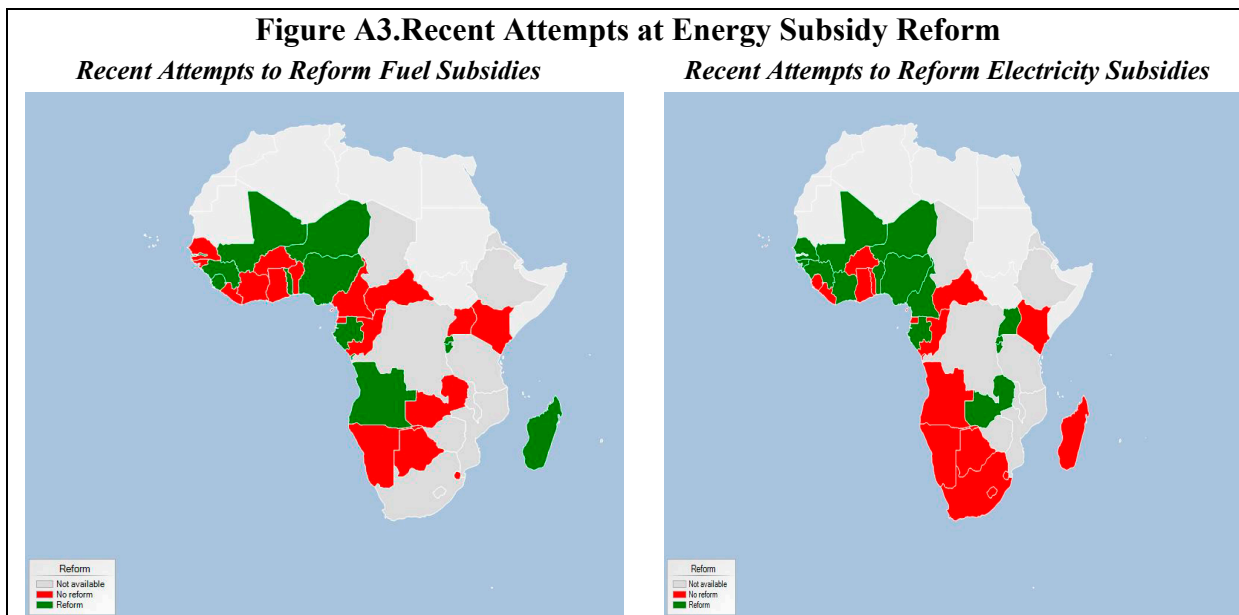 Figure A3.Recent Attempts at Energy Subsidy Reform
Recent Attempts to Reform Fuel Subsidies
Recent Attempts to Reform Electricity Subsidies
Reform
Not available
No reform
Reform
Reform
Not available
No reform
Reform